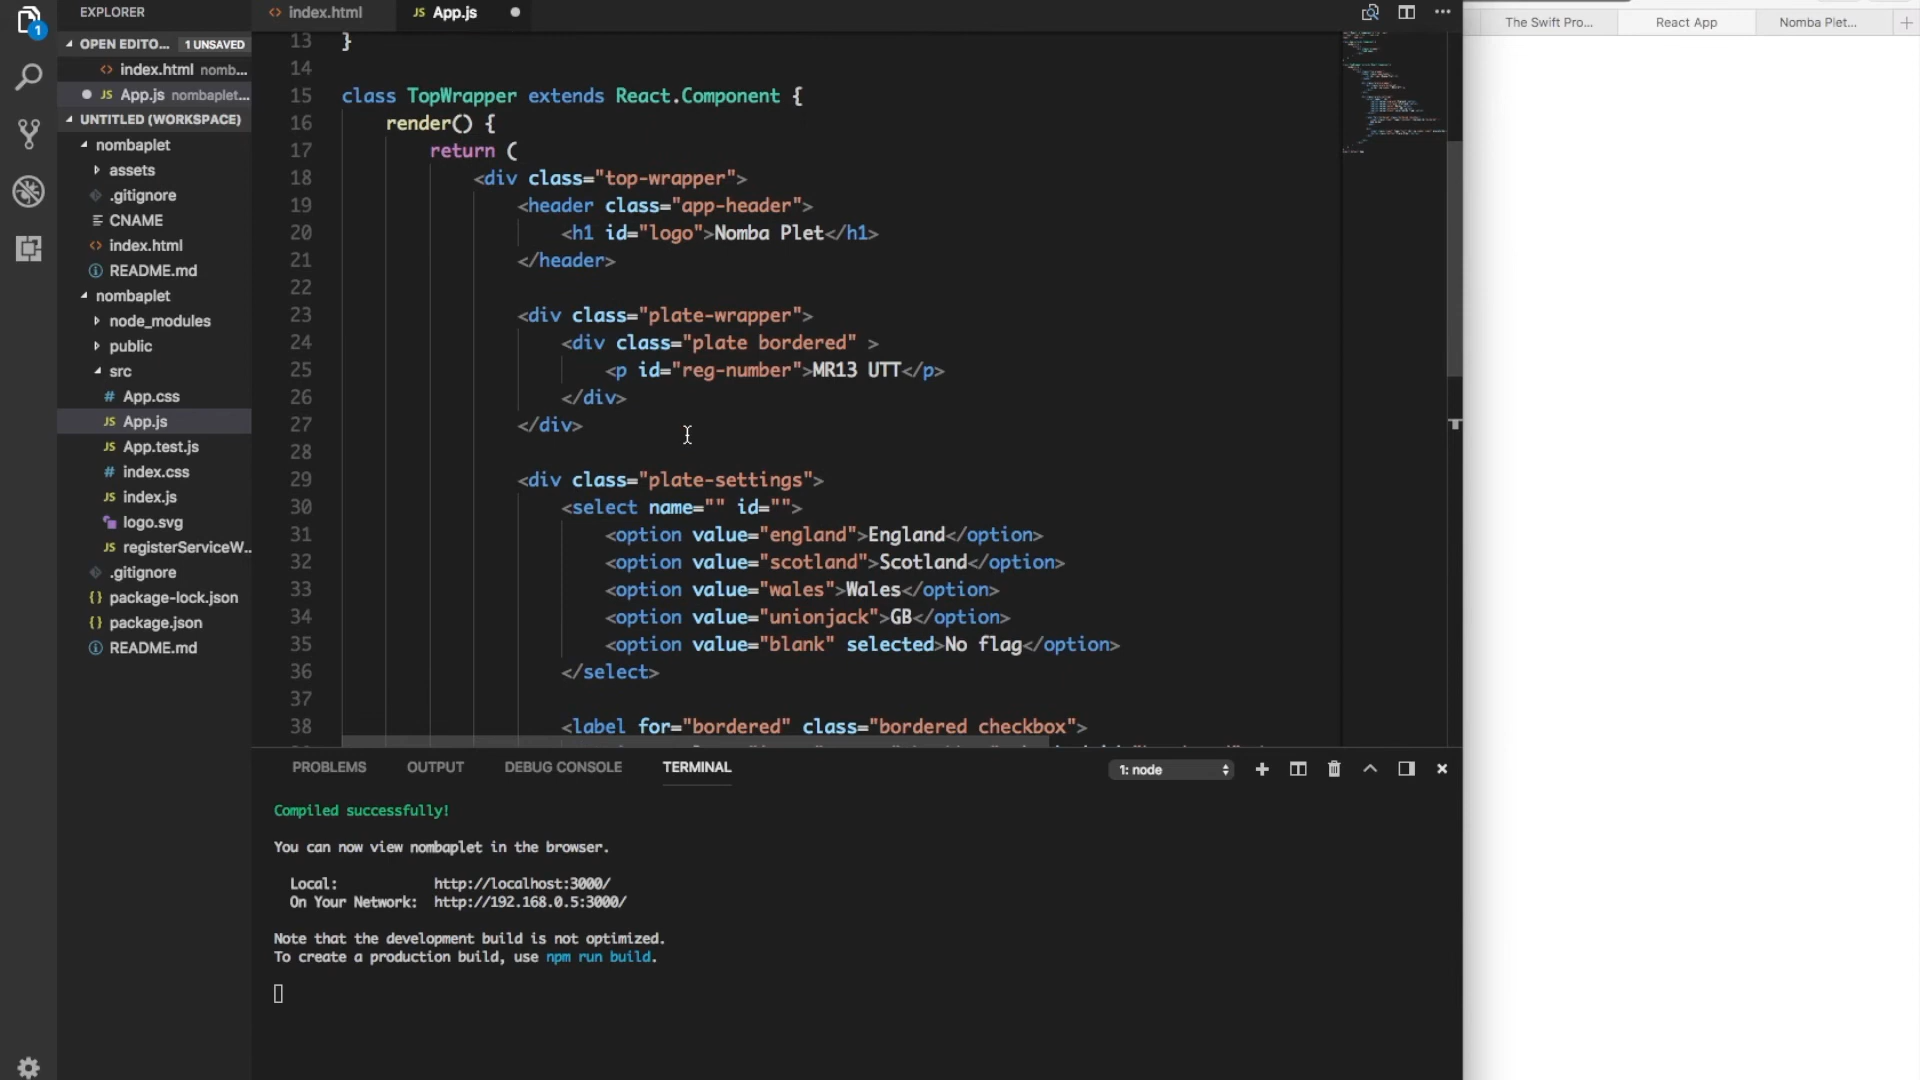 EXPLORER
OPEN EDITO... 1 UNSAVED
index.html nomb...
App.js nombaplet...
UNTITLED (WORKSPACE)
nombaplet
assets
.gitignore
CNAME
index.html
README.md
nombaplet
node_modules
public
src
App.css
App.js
App.test.js
index.css
index.js
logo.svg
registerServiceW...
.gitignore
package-lock.json
package.json
README.md
1
index.html
App.js
13 }
14
15 class TopWrapper extends React.Component {
16 render() {
17 return (
18 <div class="top-wrapper">
19 <header class="app-header">
20 <h1 id="logo">Nomba Plet</h1>
21 </header>
22
23 <div class="plate-wrapper">
24 <div class="plate bordered" >
25 <p id="reg-number">MR13 UTT</p>
26 </div>
27 </div>
28
29 <div class="plate-settings">
30 <select name="" id="">
31 <option value="england">England</option>
32 <option value="scotland">Scotland</option>
33 <option value="wales">Wales</option>
34 <option value="unionjack">GB</option>
35 <option value="blank" selected>No flag</option>
36 </select>
37
38 <label for="bordered" class="bordered checkbox">
PROBLEMS OUTPUT DEBUG CONSOLE TERMINAL
1: node
Compiled successfully!
You can now view nombaplet in the browser.
Local: http://localhost:3000/
On Your Network: http://192.168.0.5:3000/
Note that the development build is not optimized.
To create a production build, use npm run build.
The Swift Pro... React App Nomba Plet...